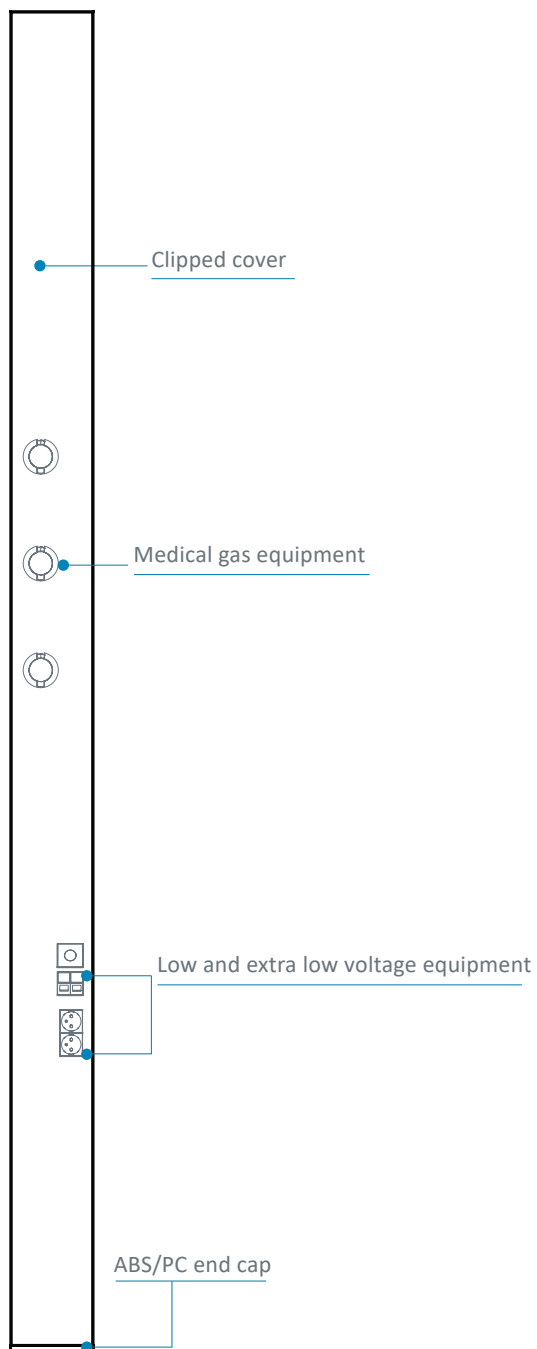 Clipped cover
Medical gas equipment
Low and extra low voltage equipment
ABS/PC end cap